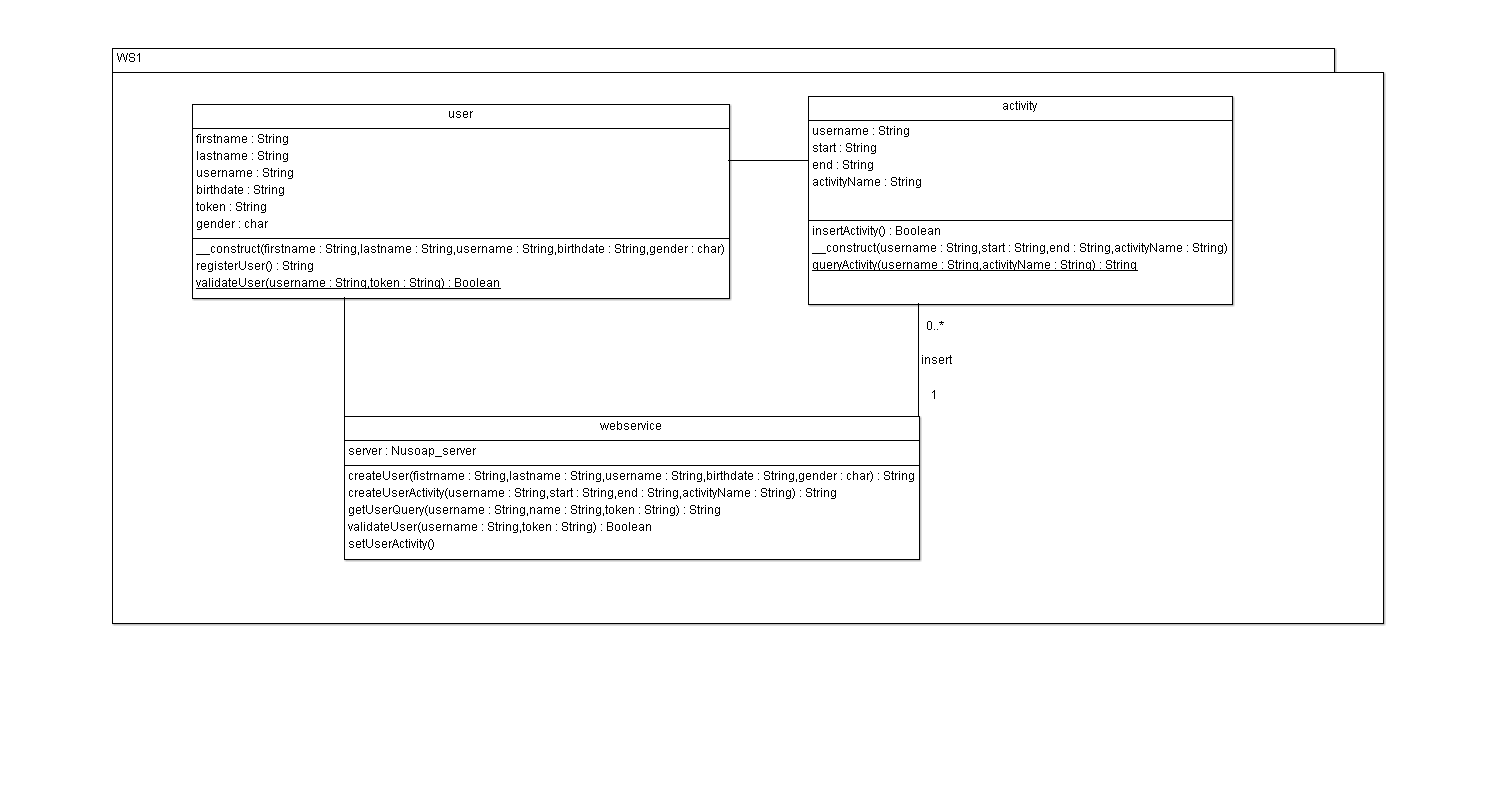 WS1
user
firstname : String
lastname : String
username : String
birthdate : String
token : String
gender : char
__construct(firstname : String,lastname : String,username : String,birthdate : String,gender : char)
registerUser() : String
validateUser(username : String,token : String) : Boolean
activity
username : String
start : String
end : String
activityName : String
insertActivity() : Boolean
__construct(username : String,start : String,end : String,activityName : String)
queryActivity(username : String,activityName : String) : String
0..*
insert
1
webservice
server : Nusoap_server
createUser(fistrname : String,lastname : String,username : String,birthdate : String,gender : char) : String
createUserActivity(username : String,start : String,end : String,activityName : String) : String
getUserQuery(username : String,name : String,token : String) : String
validateUser(username : String,token : String) : Boolean
setUserActivity()